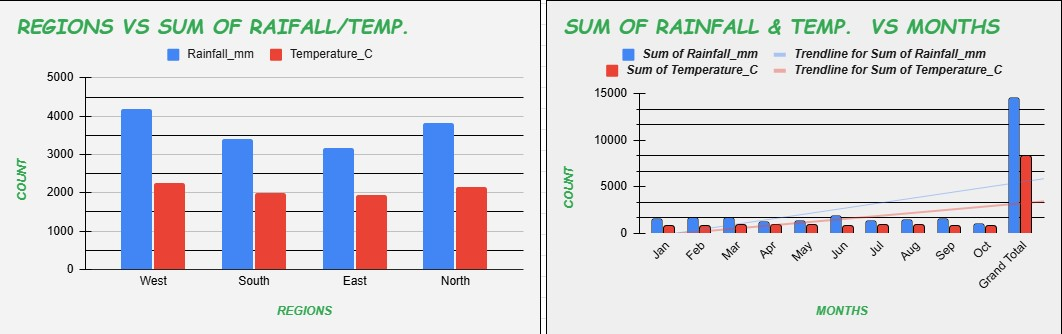 REGIONS VS SUM OF RAIFALL/TEMP.
Rainfall_mm Temperature_C
5000
4000
3000
2000
1000
0
COUNT
West South East North
REGIONS
SUM OF RAINFALL & TEMP. VS MONTHS
Sum of Rainfall_mm Trendline for Sum of Rainfall_mm
Sum of Temperature_C Trendline for Sum of Temperature_C
15000
10000
5000
0
COUNT
Jan Feb Mar Apr May Jun Jul Aug Sep Oct Grand Total
MONTHS